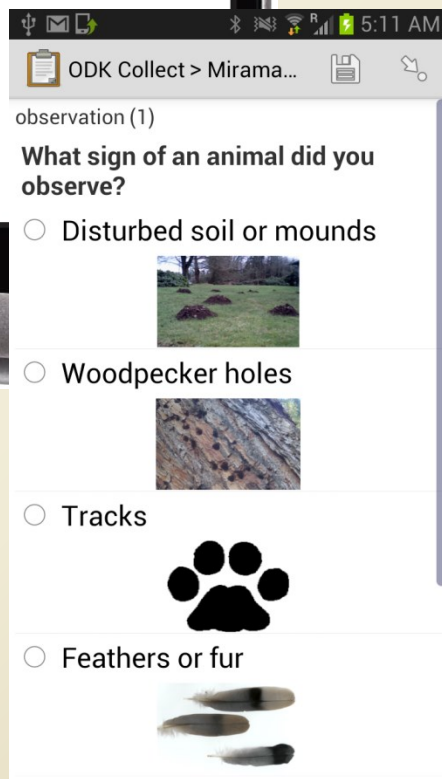 R 5:11 AM
ODK Collect > Mirama...
observation (1)
What sign of an animal did you
observe?
Disturbed soil or mounds
Woodpecker holes
Tracks
Feathers or fur